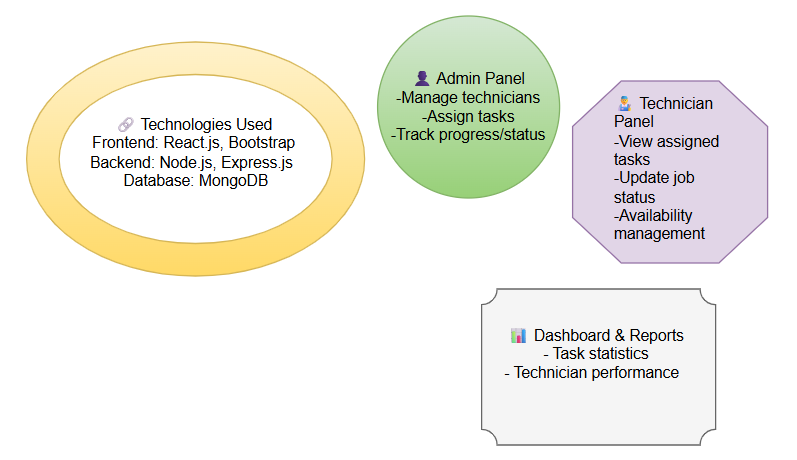 🔗 Technologies Used
Frontend: React.js, Bootstrap
Backend: Node.js, Express.js
Database: MongoDB
👤 Admin Panel
-Manage technicians
-Assign tasks
-Track progress/status
👨‍🔧 Technician
Panel
-View assigned
tasks
-Update job
status
-Availability
management
📊 Dashboard & Reports
- Task statistics
- Technician performance